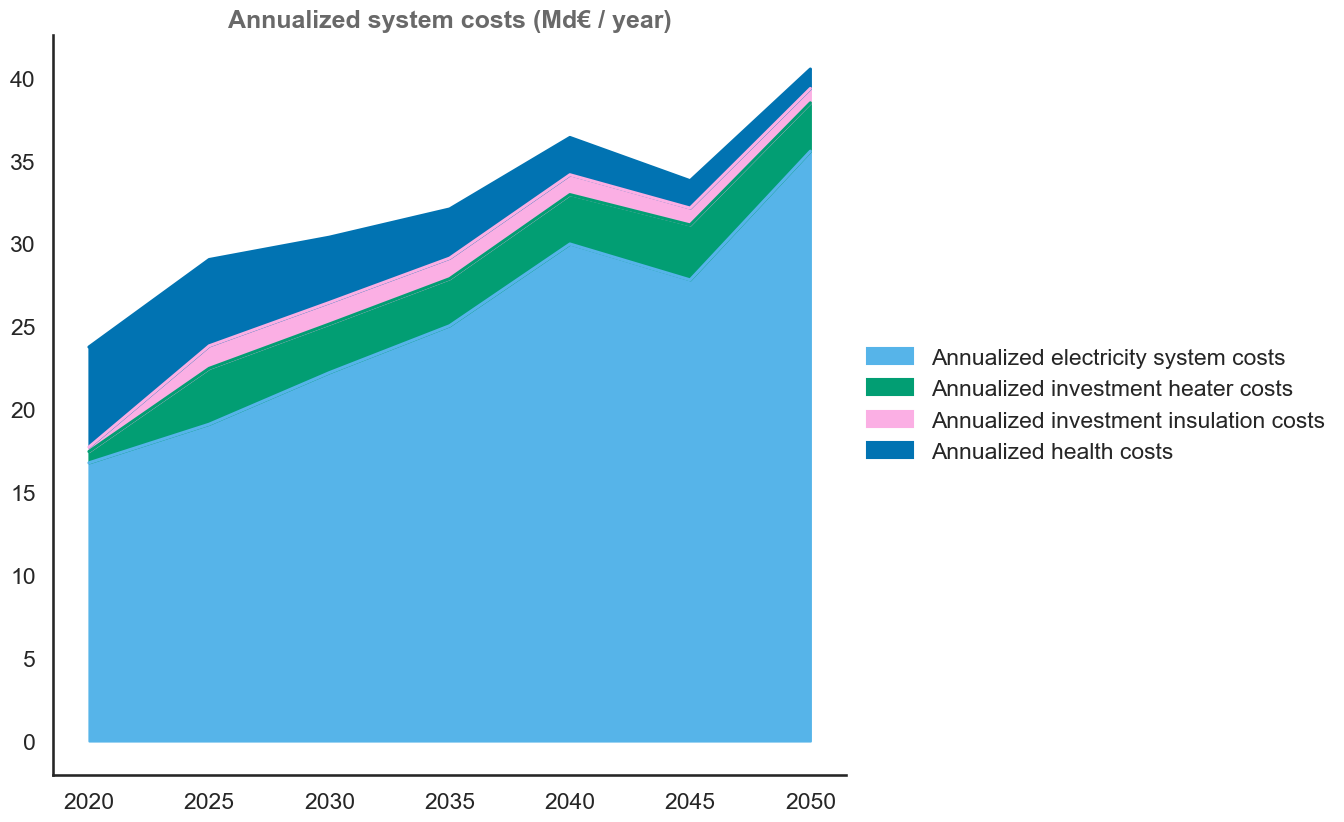 Annualized system costs (Md€ / year)
40
35
30
25
20
15
10
5
0
2020 2025 2030 2035 2040 2045 2050
Annualized electricity system costs
Annualized investment heater costs
Annualized investment insulation costs
Annualized health costs